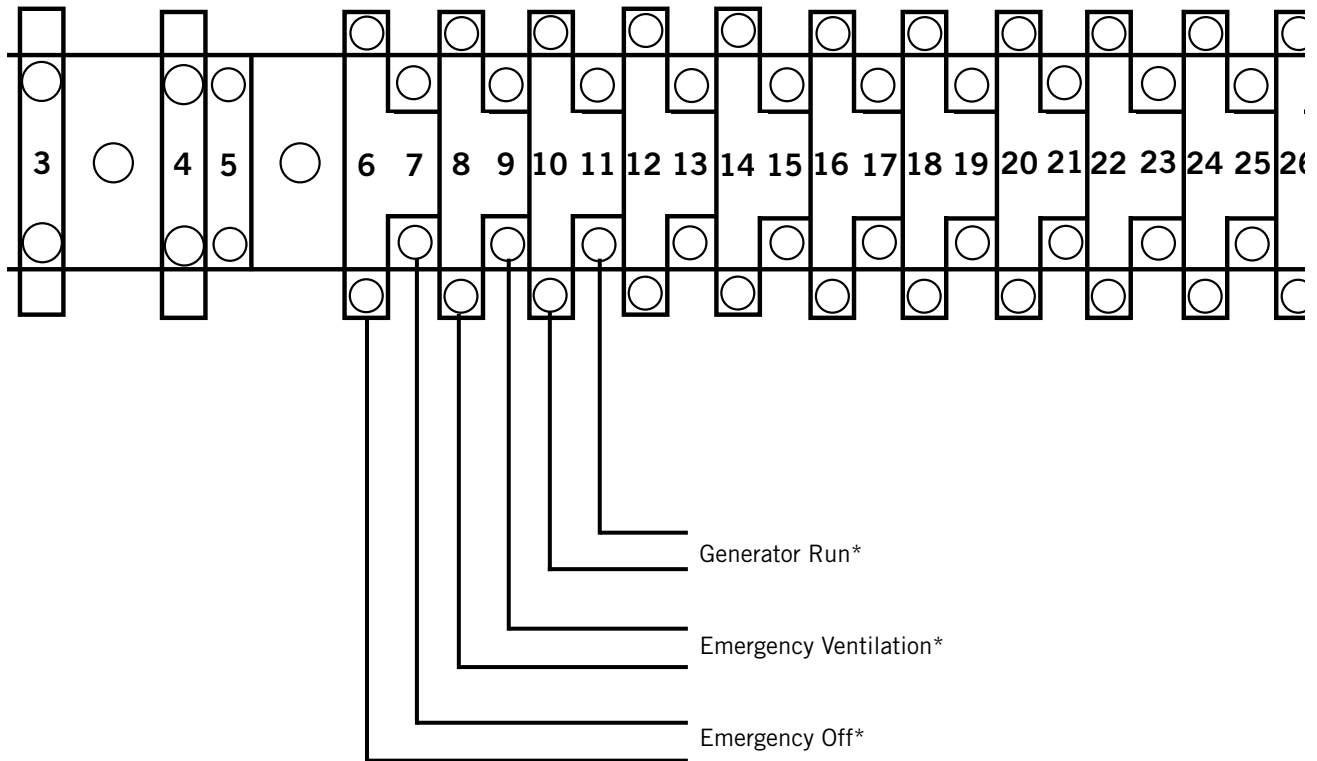 3 4 5 6 7 8 9 10 11 12 13 14 15 16 17 18 19 20 21 22 23 24 25 26
Generator Run*
Emergency Ventilation*
Emergency Off*